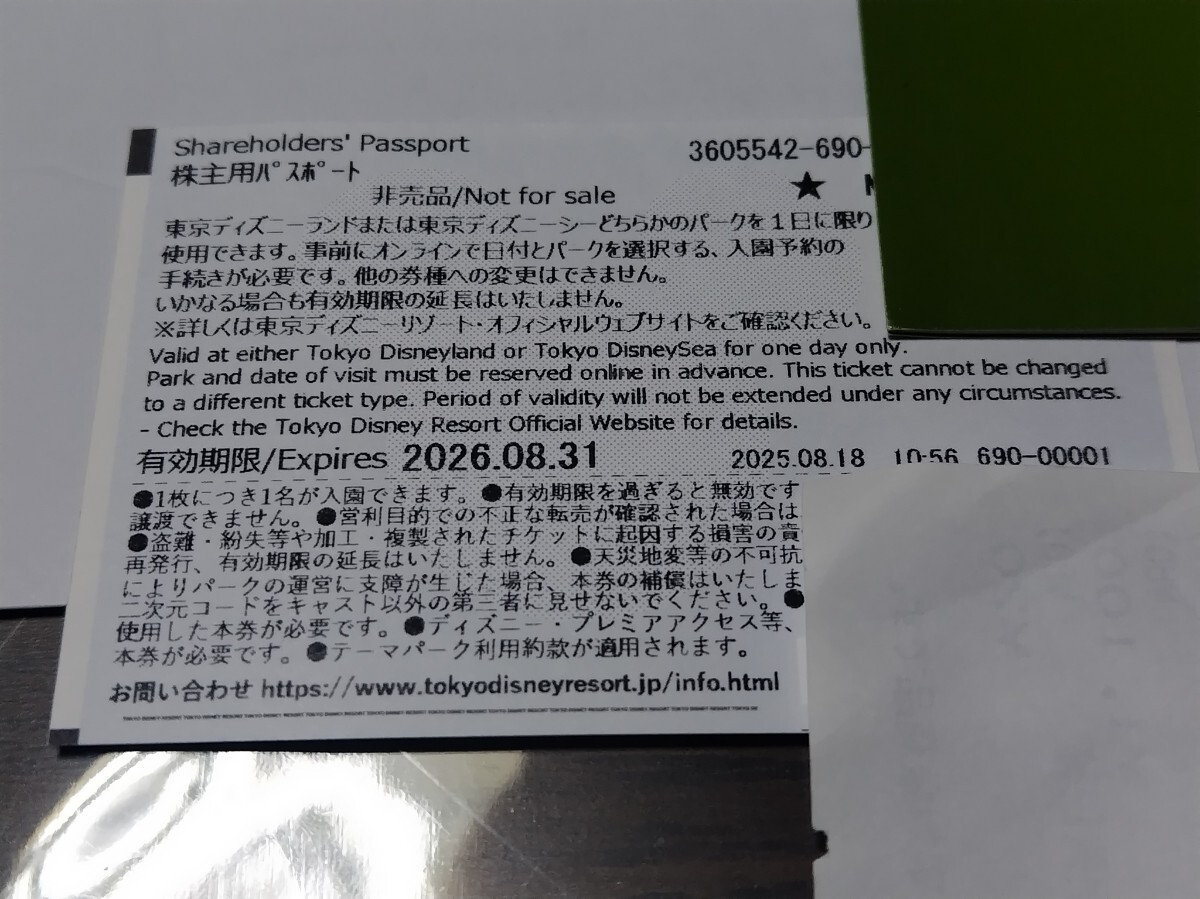 Shareholders' Passport
3605542-690-
株主用パスポート
★
非売品/Not for sale
東京ディズニーランドまたは東京ディズニーシーどちらかのパークを1日に限り
使用できます。事前にオンラインで日付とパークを選択する、入園予約の
手続きが必要です。他の券種への変更はできません。
いかなる場合も有効期限の延長はいたしません。
※詳しくは東京ディズニーリゾート・オフィシャルウェブサイトをご確認ください。
Valid at either Tokyo Disneyland or Tokyo DisneySea for one day only.
Park and date of visit must be reserved online in advance. This ticket cannot be changed
to a different ticket type. Period of validity will not be extended under any circumstances.
- Check the Tokyo Disney Resort Official Website for details.
有効期限/Expires 2026.08.31 2025.08.18 10:56 690-00001
●1枚につき1名が入園できます。●有効期限を過ぎると無効です
譲渡できません。●営利目的での不正な転売が確認された場合は
●盗難・紛失等や加工・複製されたチケットに起因する損害の責
再発行、有効期限の延長はいたしません。●天災地変等の不可抗
によりパークの運営に支障が生じた場合、本券の補償はいたしま
二次元コードをキャスト以外の第三者に見せないでください。●
使用した本券が必要です。●ディズニー・プレミアアクセス等、
本券が必要です。●テーマパーク利用約款が適用されます。
お問い合わせ https://www.tokyodisneyresort.jp/info.html